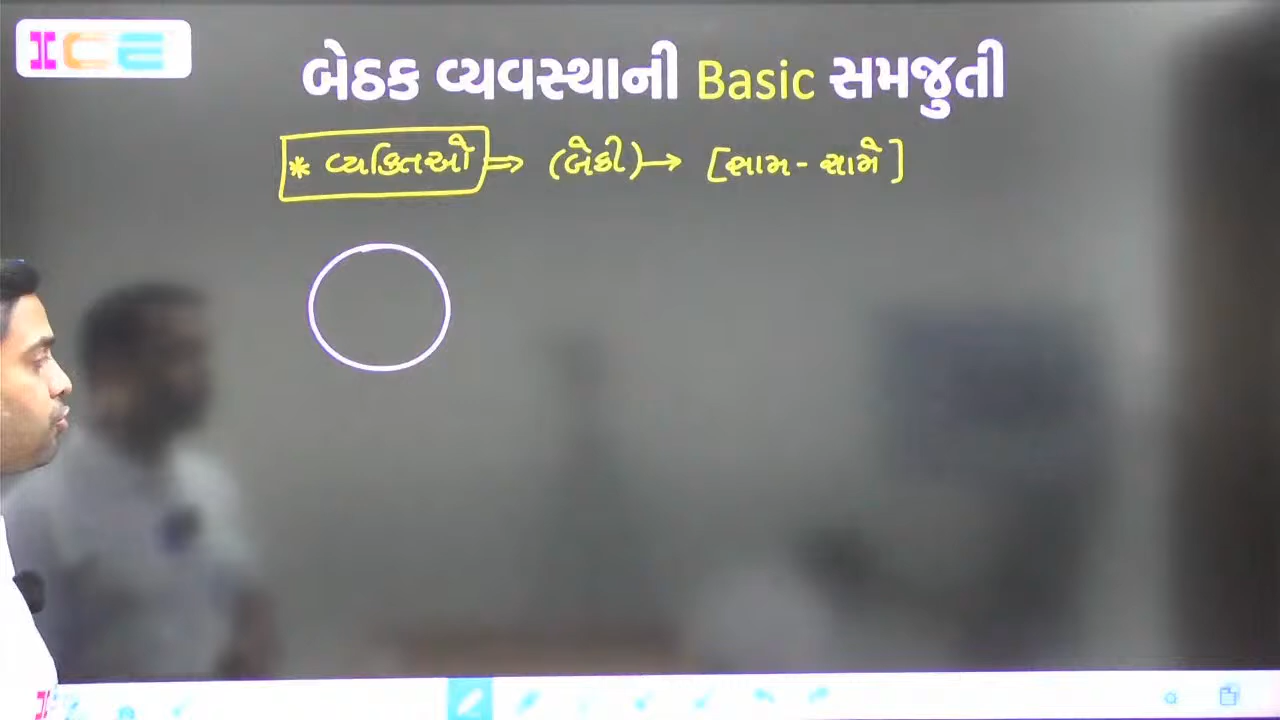 ICE
બેઠક વ્યવસ્થાની Basic સમજુતી
* વ્યક્તિઓ ⇒ (બેકી) → [સામ - સામે]